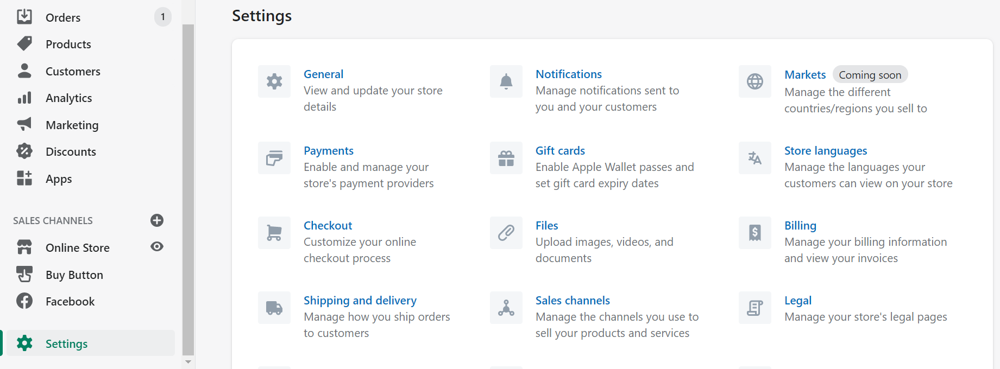 Orders
1
Products
Customers
Analytics
Marketing
Discounts
Apps
SALES CHANNELS
Online Store
Buy Button
Facebook
Settings
Settings
General
View and update your store
details
Notifications
Manage notifications sent to
you and your customers
Markets Coming soon
Manage the different
countries/regions you sell to
Payments
Enable and manage your
store's payment providers
Gift cards
Enable Apple Wallet passes and
set gift card expiry dates
Store languages
Manage the languages your
customers can view on your store
Checkout
Customize your online
checkout process
Files
Upload images, videos, and
documents
Billing
Manage your billing information
and view your invoices
Shipping and delivery
Manage how you ship orders
to customers
Sales channels
Manage the channels you use to
sell your products and services
Legal
Manage your store's legal pages